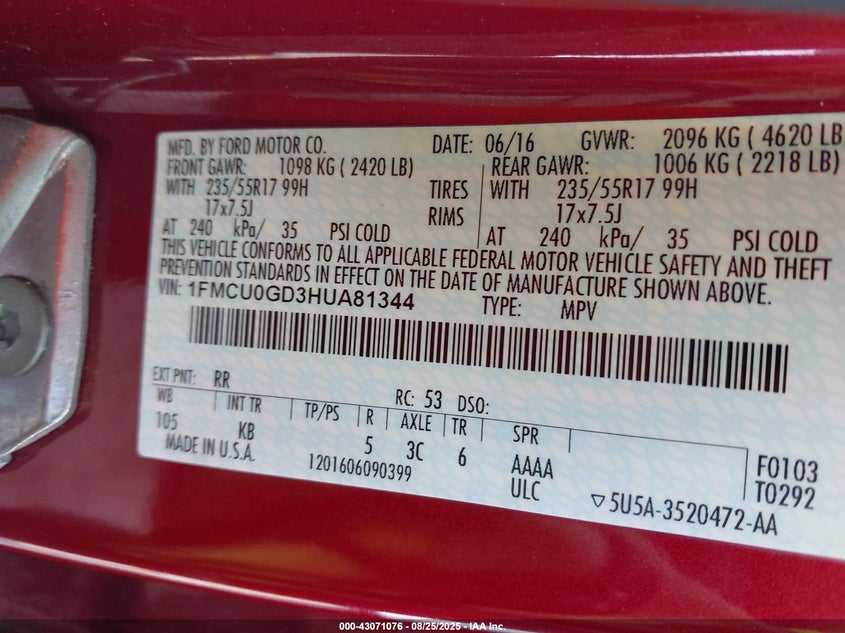 MFD. BY FORD MOTOR CO. DATE: 06/16 GVWR: 2096 KG ( 4620 LB
FRONT GAWR: 1098 KG ( 2420 LB) REAR GAWR: 1006 KG ( 2218 LB)
WITH 235/55R17 99H TIRES WITH 235/55R17 99H
17x7.5J RIMS 17x7.5J
AT 240 kPa/ 35 PSI COLD AT 240 kPa/ 35 PSI COLD
THIS VEHICLE CONFORMS TO ALL APPLICABLE FEDERAL MOTOR VEHICLE SAFETY AND THEFT
PREVENTION STANDARDS IN EFFECT ON THE DATE OF MANUFACTURE SHOWN ABOVE.
VIN: 1FMCU0GD3HUA81344 TYPE: MPV
EXT PNT: RR RC: 53 DSO:
WB INT TR TP/PS R AXLE TR SPR
105 KB 5 3C 6 AAAA F0103
MADE IN U.S.A. 1201606090399 ULC ▽5U5A-3520472-AA T0292
000-43071076 - 08/25/2025 - IAA Inc.